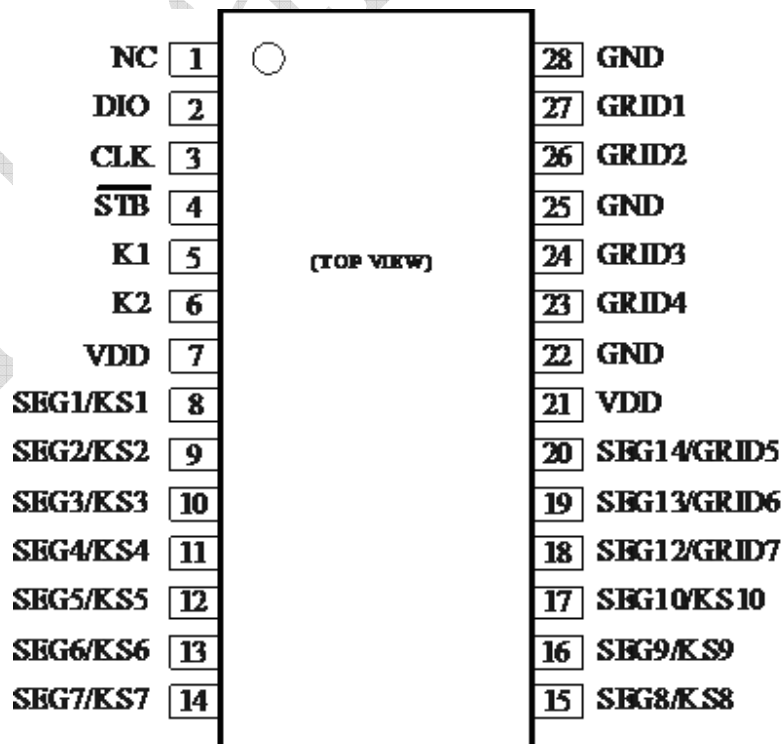 NC 1 28 GND
DIO 2 27 GRID1
CLK 3 26 GRID2
STB 4 25 GND
K1 5 (TOP VIEW) 24 GRID3
K2 6 23 GRID4
VDD 7 22 GND
SEG1/KS1 8 21 VDD
SEG2/KS2 9 20 SEG14/GRID5
SEG3/KS3 10 19 SEG13/GRID6
SEG4/KS4 11 18 SEG12/GRID7
SEG5/KS5 12 17 SEG10/KS10
SEG6/KS6 13 16 SEG9/KS9
SEG7/KS7 14 15 SEG8/KS8